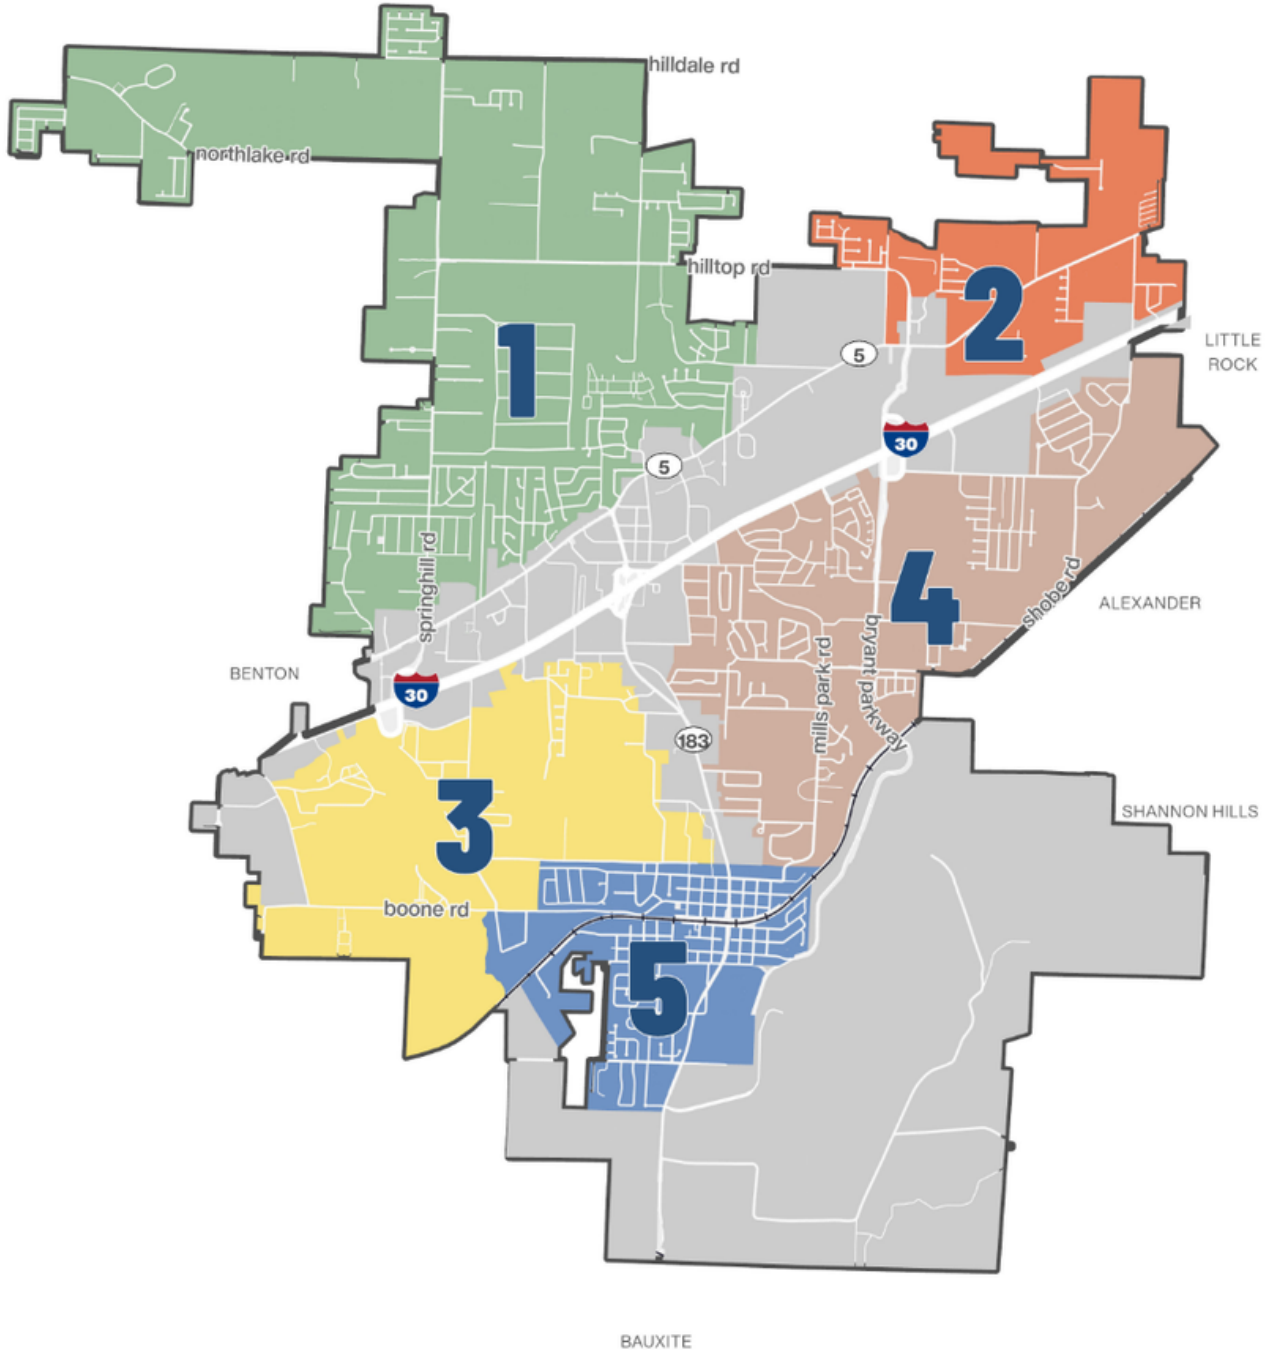 hilldale rd
northlake rd
hilltop rd
2
1
5
LITTLE
ROCK
30
5
springhill rd
4
shobe rd
ALEXANDER
bryant parkway
mills park rd
BENTON
30
183
3
SHANNON HILLS
boone rd
5
BAUXITE